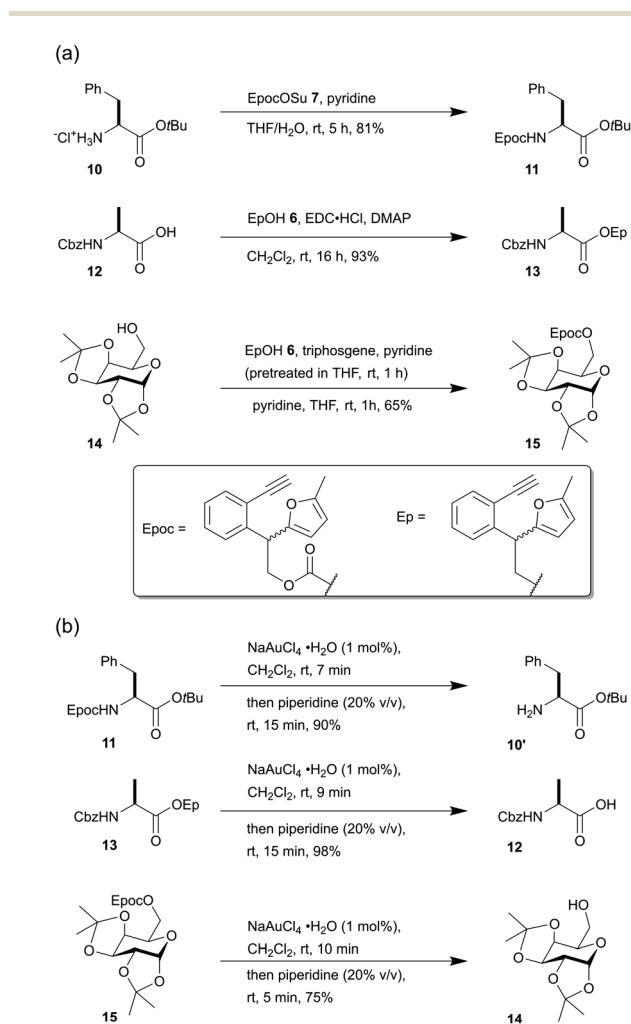 (a)
Ph
OtBu
-Cl+H3N
O
10
EpocOSu 7, pyridine
THF/H2O, rt, 5 h, 81%
Ph
OtBu
EpocHN
O
11
OH
CbzHN
O
12
EpOH 6, EDC•HCl, DMAP
CH2Cl2, rt, 16 h, 93%
OEp
CbzHN
O
13
HO
O
O
O
O
O
14
EpOH 6, triphosgene, pyridine
(pretreated in THF, rt, 1 h)
pyridine, THF, rt, 1h, 65%
EpocO
O
O
O
O
O
15
Epoc =
O
O
O
Ep =
O
(b)
Ph
OtBu
EpocHN
O
11
NaAuCl4 •H2O (1 mol%),
CH2Cl2, rt, 7 min
then piperidine (20% v/v),
rt, 15 min, 90%
Ph
OtBu
H2N
O
10'
OEp
CbzHN
O
13
NaAuCl4 •H2O (1 mol%),
CH2Cl2, rt, 9 min
then piperidine (20% v/v),
rt, 15 min, 98%
OH
CbzHN
O
12
EpocO
O
O
O
O
O
15
NaAuCl4 •H2O (1 mol%),
CH2Cl2, rt, 10 min
then piperidine (20% v/v),
rt, 5 min, 75%
HO
O
O
O
O
O
14